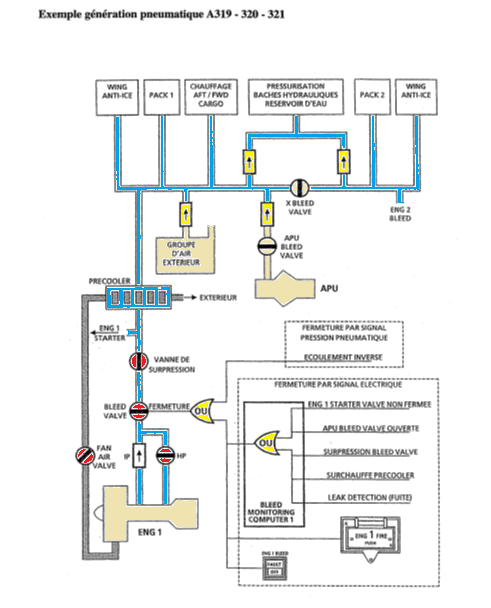 Exemple génération pneumatique A319 - 320 - 321
WING
ANTI-ICE
PACK 1
CHAUFFAGE
AFT / FWD
CARGO
PRESSURISATION
BACHES HYDRAULIQUES
RESERVOIR D'EAU
PACK 2
WING
ANTI-ICE
X BLEED
VALVE
ENG 2
BLEED
GROUPE
D'AIR
EXTERIEUR
APU
BLEED
VALVE
PRECOOLER
EXTERIEUR
APU
ENG 1
STARTER
FERMETURE PAR SIGNAL
PRESSION PNEUMATIQUE
ECOULEMENT INVERSE
VANNE DE
SURPRESSION
FERMETURE PAR SIGNAL ELECTRIQUE
BLEED
VALVE
FERMETURE
OU
ENG 1 STARTER VALVE NON FERMEE
APU BLEED VALVE OUVERTE
OU
SURPRESSION BLEED VALVE
FAN
AIR
VALVE
IP
HP
SURCHAUFFE PRECOOLER
LEAK DETECTION (FUITE)
BLEED
MONITORING
COMPUTER 1
ENG 1
ENG 1 FIRE
PUSH
ENG 1 BLEED
FAULT
OFF